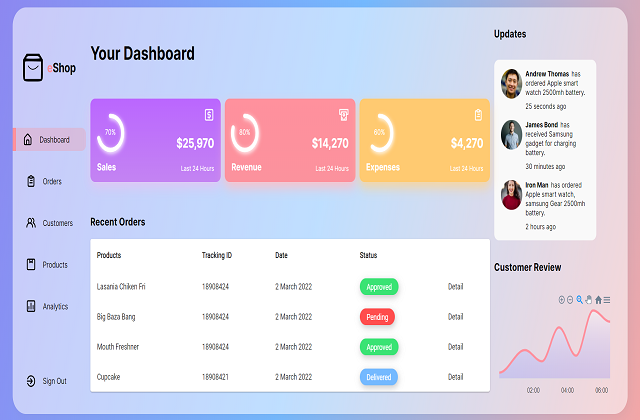 eShop
Dashboard
Orders
Customers
Products
Analytics
Sign Out
Your Dashboard
70%
$25,970
Sales
Last 24 Hours
80%
$14,270
Revenue
Last 24 Hours
60%
$4,270
Expenses
Last 24 Hours
Recent Orders
Products Tracking ID Date Status
Lasania Chiken Fri 18908424 2 March 2022 Approved Detail
Big Baza Bang 18908424 2 March 2022 Pending Detail
Mouth Freshner 18908424 2 March 2022 Approved Detail
Cupcake 18908421 2 March 2022 Delivered Detail
Updates
Andrew Thomas has
ordered Apple smart
watch 2500mh battery.
25 seconds ago
James Bond has
received Samsung
gadget for charging
battery.
30 minutes ago
Iron Man has ordered
Apple smart watch,
samsung Gear 2500mh
battery.
2 hours ago
Customer Review
02:00 04:00 06:00